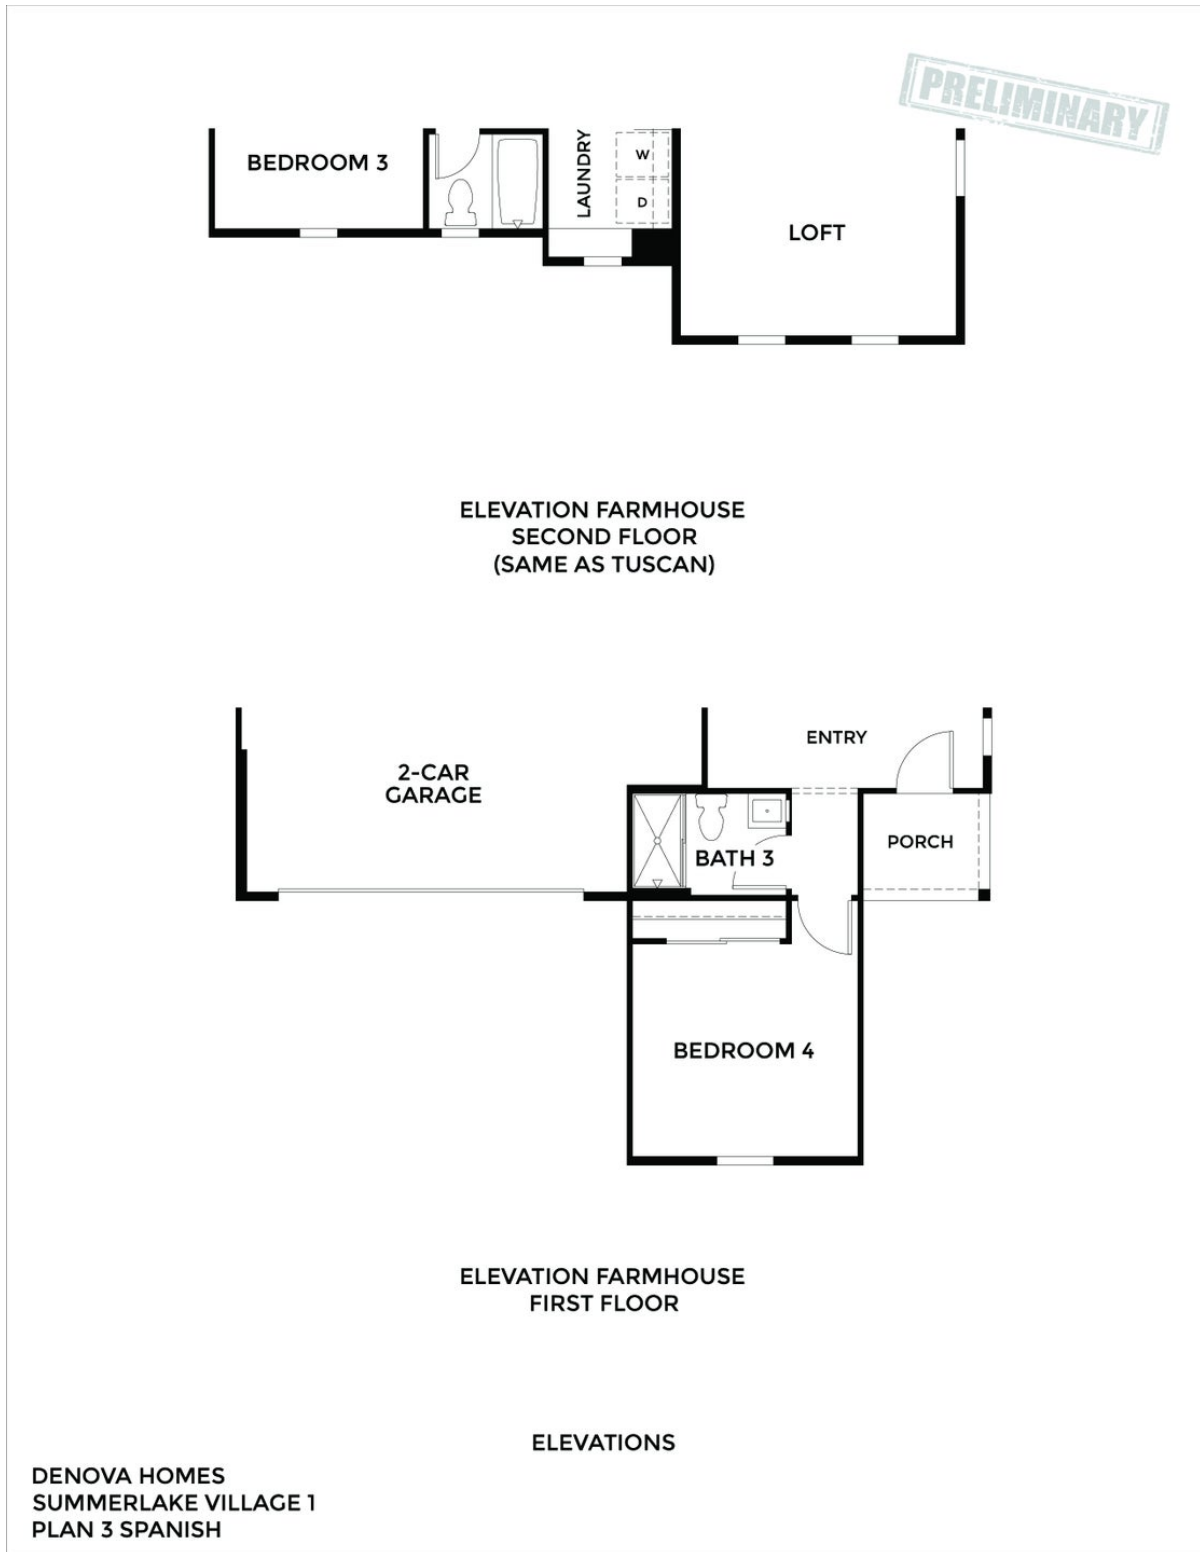 PRELIMINARY
BEDROOM 3
LAUNDRY
W
D
LOFT
ELEVATION FARMHOUSE
SECOND FLOOR
(SAME AS TUSCAN)
ENTRY
2-CAR
GARAGE
PORCH
BATH 3
BEDROOM 4
ELEVATION FARMHOUSE
FIRST FLOOR
ELEVATIONS
DENOVA HOMES
SUMMERLAKE VILLAGE 1
PLAN 3 SPANISH